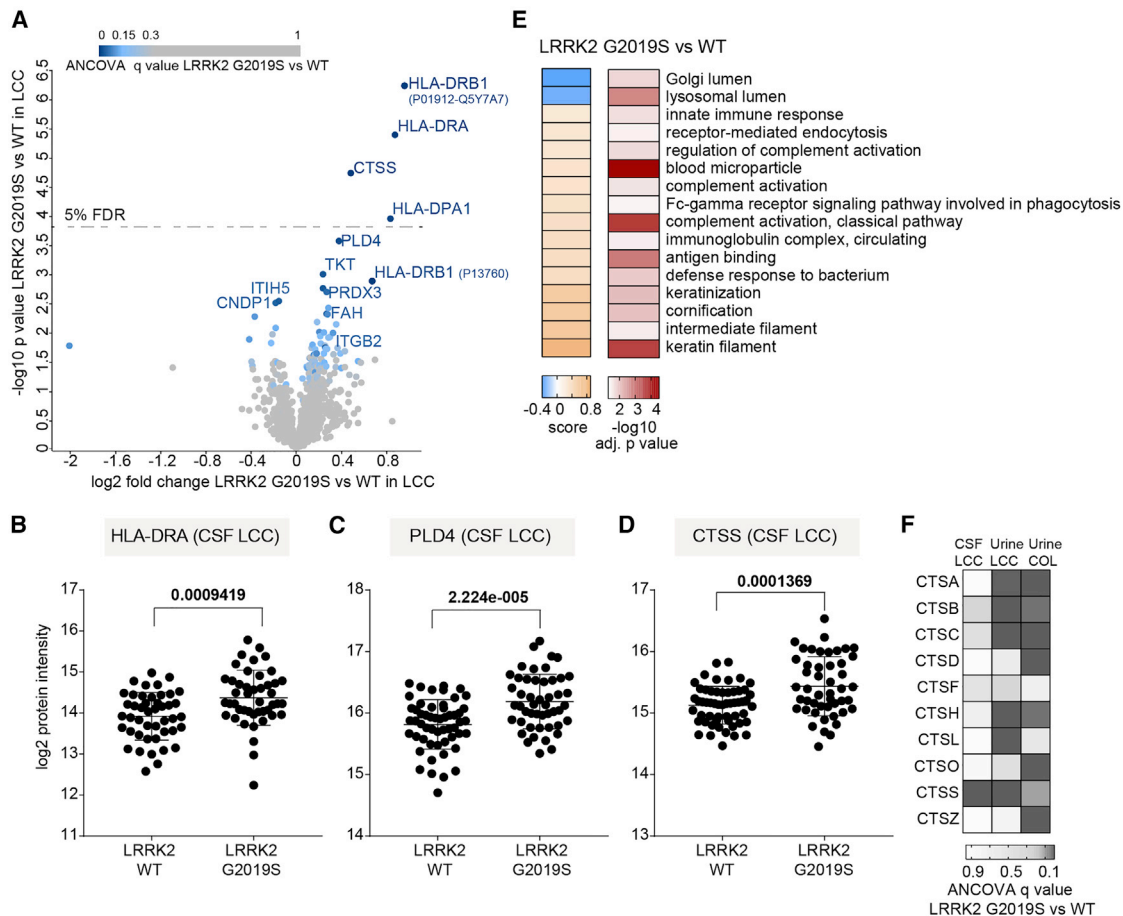 A
0 0.15 0.3 1
ANCOVA q value LRRK2 G2019S vs WT
-log10 p value LRRK2 G2019S vs WT in LCC
6.5
6
5.5
5
4.5
4
3.5
3
2.5
2
1.5
1
0.5
0
5% FDR
HLA-DRB1
(P01912-Q5Y7A7)
HLA-DRA
CTSS
HLA-DPA1
PLD4
TKT
HLA-DRB1 (P13760)
ITIH5
PRDX3
CNDP1
FAH
ITGB2
-2 -1.6 -1.2 -0.8 -0.4 0 0.4 0.8
log2 fold change LRRK2 G2019S vs WT in LCC
E
LRRK2 G2019S vs WT
Golgi lumen
lysosomal lumen
innate immune response
receptor-mediated endocytosis
regulation of complement activation
blood microparticle
complement activation
Fc-gamma receptor signaling pathway involved in phagocytosis
complement activation, classical pathway
immunoglobulin complex, circulating
antigen binding
defense response to bacterium
keratinization
cornification
intermediate filament
keratin filament
-0.4 0.8
score
2 3 4
-log10
adj. p value
B
HLA-DRA (CSF LCC)
0.0009419
log2 protein intensity
17
16
15
14
13
12
11
LRRK2
WT
LRRK2
G2019S
C
PLD4 (CSF LCC)
2.224e-005
18
17
16
15
14
LRRK2
WT
LRRK2
G2019S
D
CTSS (CSF LCC)
0.0001369
17
16
15
14
13
LRRK2
WT
LRRK2
G2019S
F
CSF Urine Urine
LCC LCC COL
CTSA
CTSB
CTSC
CTSD
CTSF
CTSH
CTSL
CTSO
CTSS
CTSZ
0.9 0.5 0.1
ANCOVA q value
LRRK2 G2019S vs WT